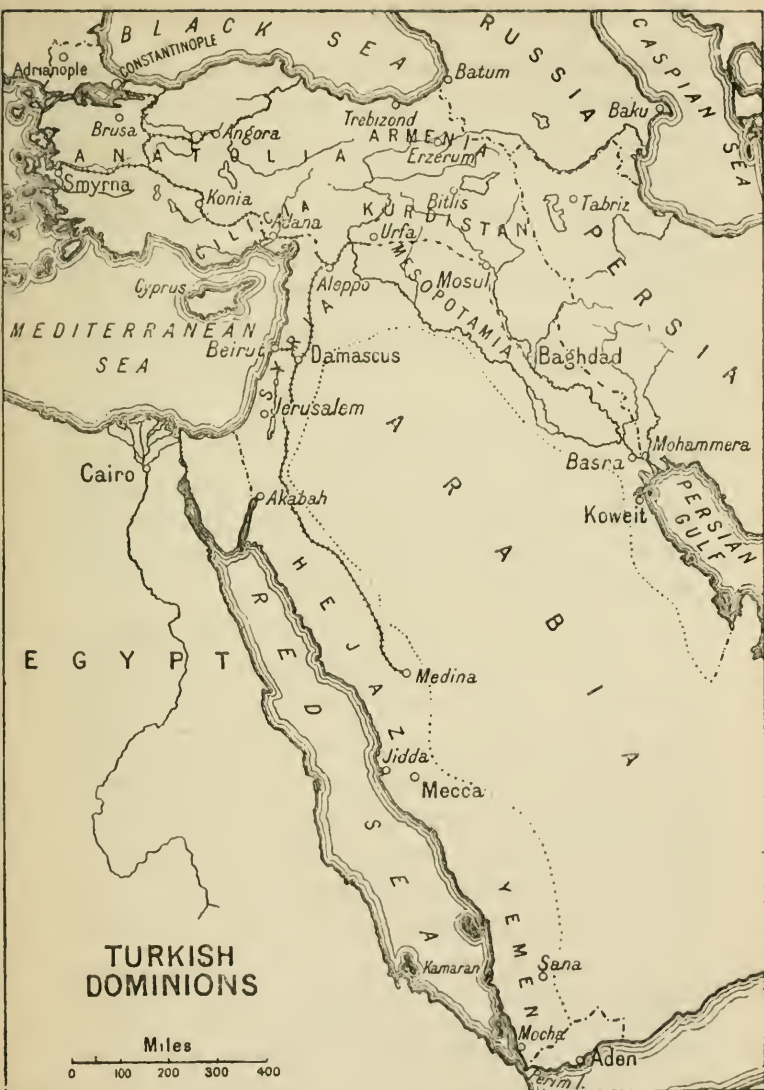 BLACK SEA
RUSSIA
CASPIAN SEA
Adrianople
CONSTANTINOPLE
Batum
Baku
Brusa
Angora
Trebizond
ARMENIA
Erzerum
ANATOLIA
Smyrna
Konia
CILICIA
Adana
Bitlis
KURDISTAN
Urfa
Tabriz
PERSIA
Cyprus
Aleppo
MESOPOTAMIA
Mosul
MEDITERRANEAN
SEA
Beirut
SYRIA
Damascus
Baghdad
Jerusalem
ARABIA
Cairo
Basra
Mohammera
Akabah
Koweit
PERSIAN
GULF
HEJAZ
RED SEA
EGYPT
Medina
Jidda
Mecca
YEMEN
Kamaran
Sana
Mocha
Aden
Perim I.
TURKISH
DOMINIONS
Miles
0 100 200 300 400